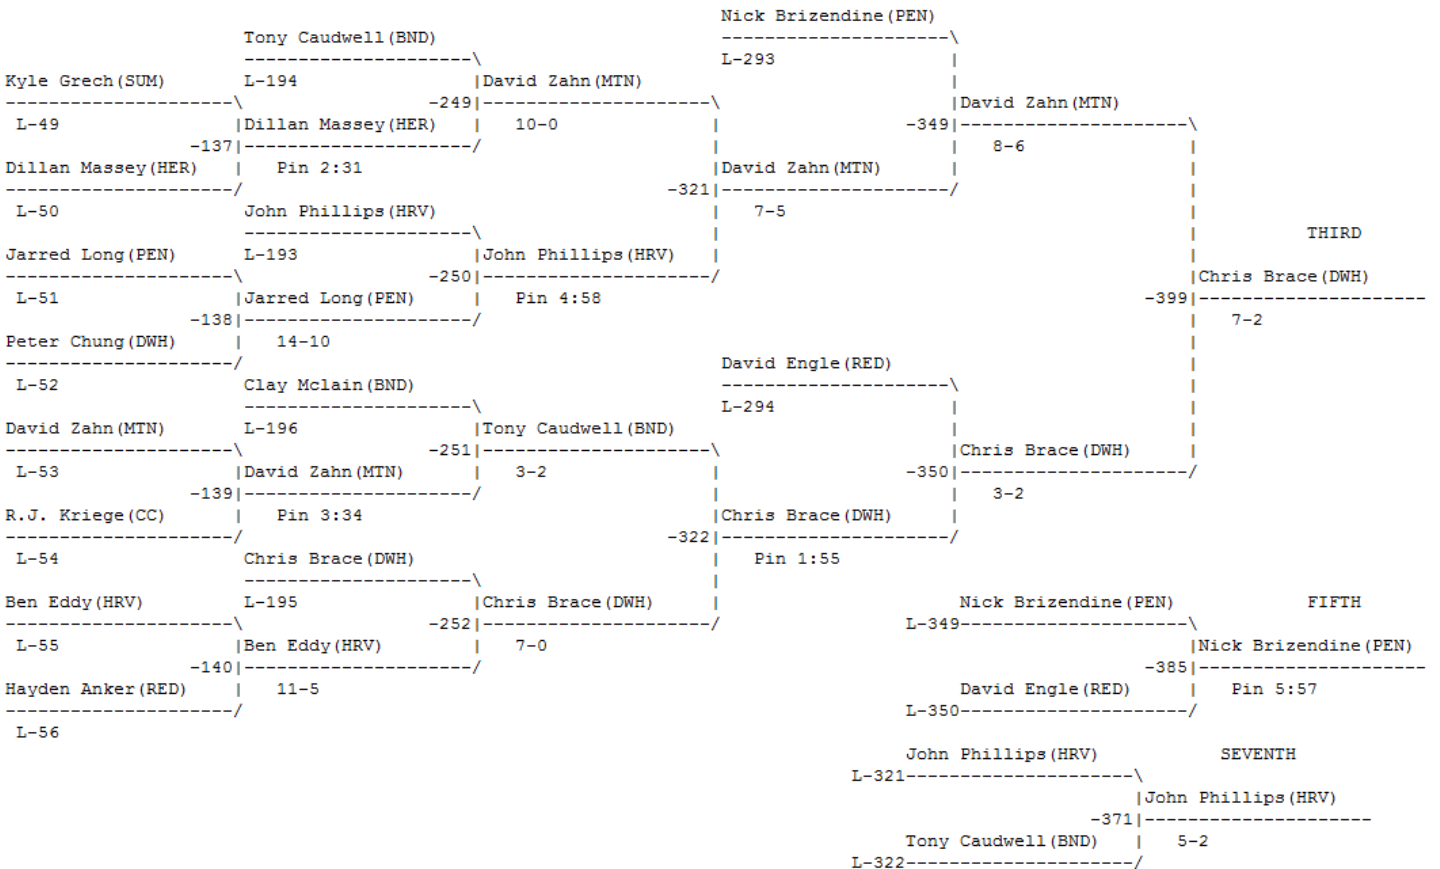 Nick Brizendine(PEN)
Tony Caudwell(BND) ---------------------\
---------------------\ L-293 |
Kyle Grech(SUM) L-194 |David Zahn(MTN) |
---------------------\ -249|---------------------\ |David Zahn(MTN)
L-49 |Dillan Massey(HER) | 10-0 | -349|---------------------\
-137|---------------------/ | | 8-6 |
Dillan Massey(HER) | Pin 2:31 |David Zahn(MTN) | |
---------------------/ -321|---------------------/ |
L-50 John Phillips(HRV) | 7-5 |
---------------------\ | | THIRD
Jarred Long(PEN) L-193 |John Phillips(HRV) | |
---------------------\ -250|---------------------/ |Chris Brace(DWH)
L-51 |Jarred Long(PEN) | Pin 4:58 -399|---------------------
-138|---------------------/ | 7-2
Peter Chung(DWH) | 14-10 |
---------------------/ David Engle(RED) |
L-52 Clay Mclain(BND) ---------------------\ |
---------------------\ L-294 | |
David Zahn(MTN) L-196 |Tony Caudwell(BND) | |
---------------------\ -251|---------------------\ |Chris Brace(DWH) |
L-53 |David Zahn(MTN) | 3-2 | -350|---------------------/
-139|---------------------/ | | 3-2
R.J. Kriege(CC) | Pin 3:34 |Chris Brace(DWH) |
---------------------/ -322|---------------------/
L-54 Chris Brace(DWH) | Pin 1:55
---------------------\ |
Ben Eddy(HRV) L-195 |Chris Brace(DWH) | Nick Brizendine(PEN) FIFTH
---------------------\ -252|---------------------/ L-349---------------------\
L-55 |Ben Eddy(HRV) | 7-0 |Nick Brizendine(PEN)
-140|---------------------/ -385|---------------------
Hayden Anker(RED) | 11-5 David Engle(RED) | Pin 5:57
---------------------/ L-350---------------------/
L-56
John Phillips(HRV) SEVENTH
L-321---------------------\
|John Phillips(HRV)
-371|---------------------
Tony Caudwell(BND) | 5-2
L-322---------------------/